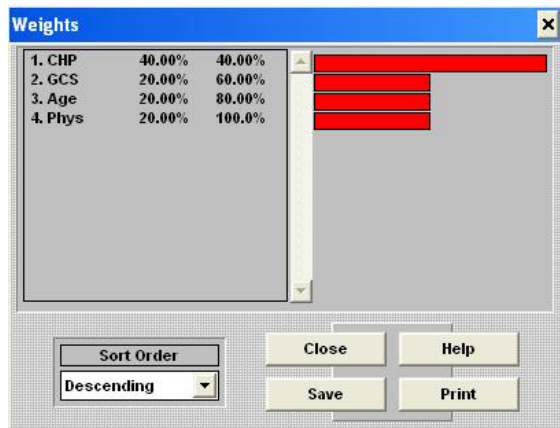 Weights
1. CHP 40.00% 40.00%
2. GCS 20.00% 60.00%
3. Age 20.00% 80.00%
4. Phys 20.00% 100.0%
Sort Order
Descending
Close Help
Save Print